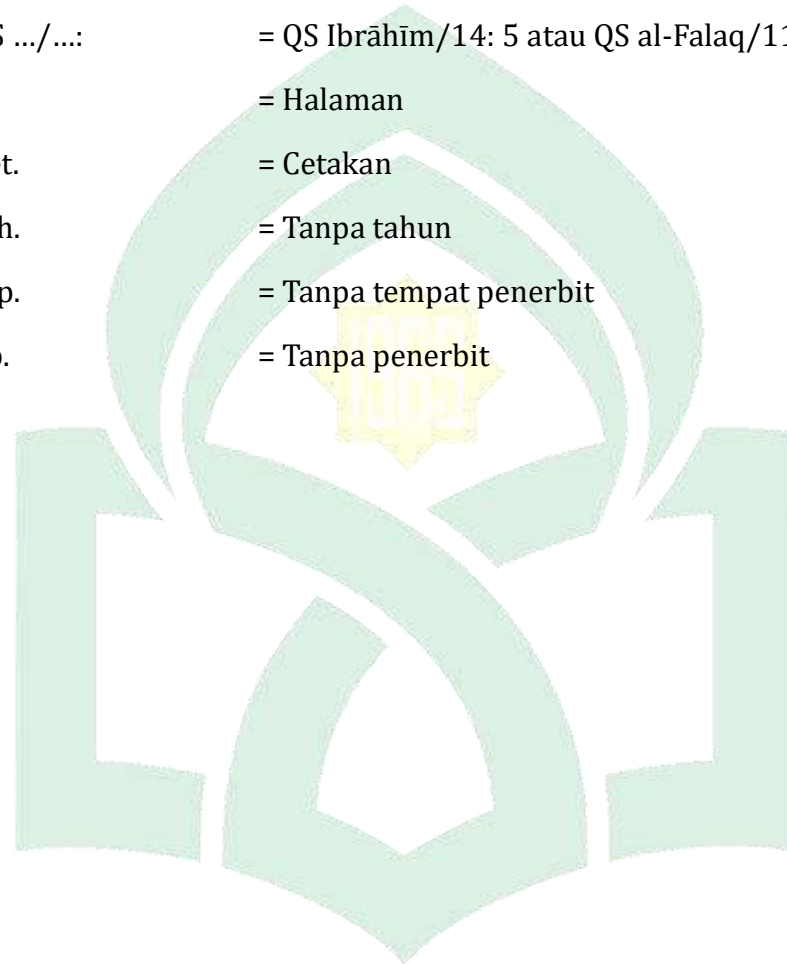 S .../...: = QS Ibrāhīm/14: 5 atau QS al-Falaq/11
= Halaman
t. = Cetakan
h. = Tanpa tahun
p. = Tanpa tempat penerbit
. = Tanpa penerbit